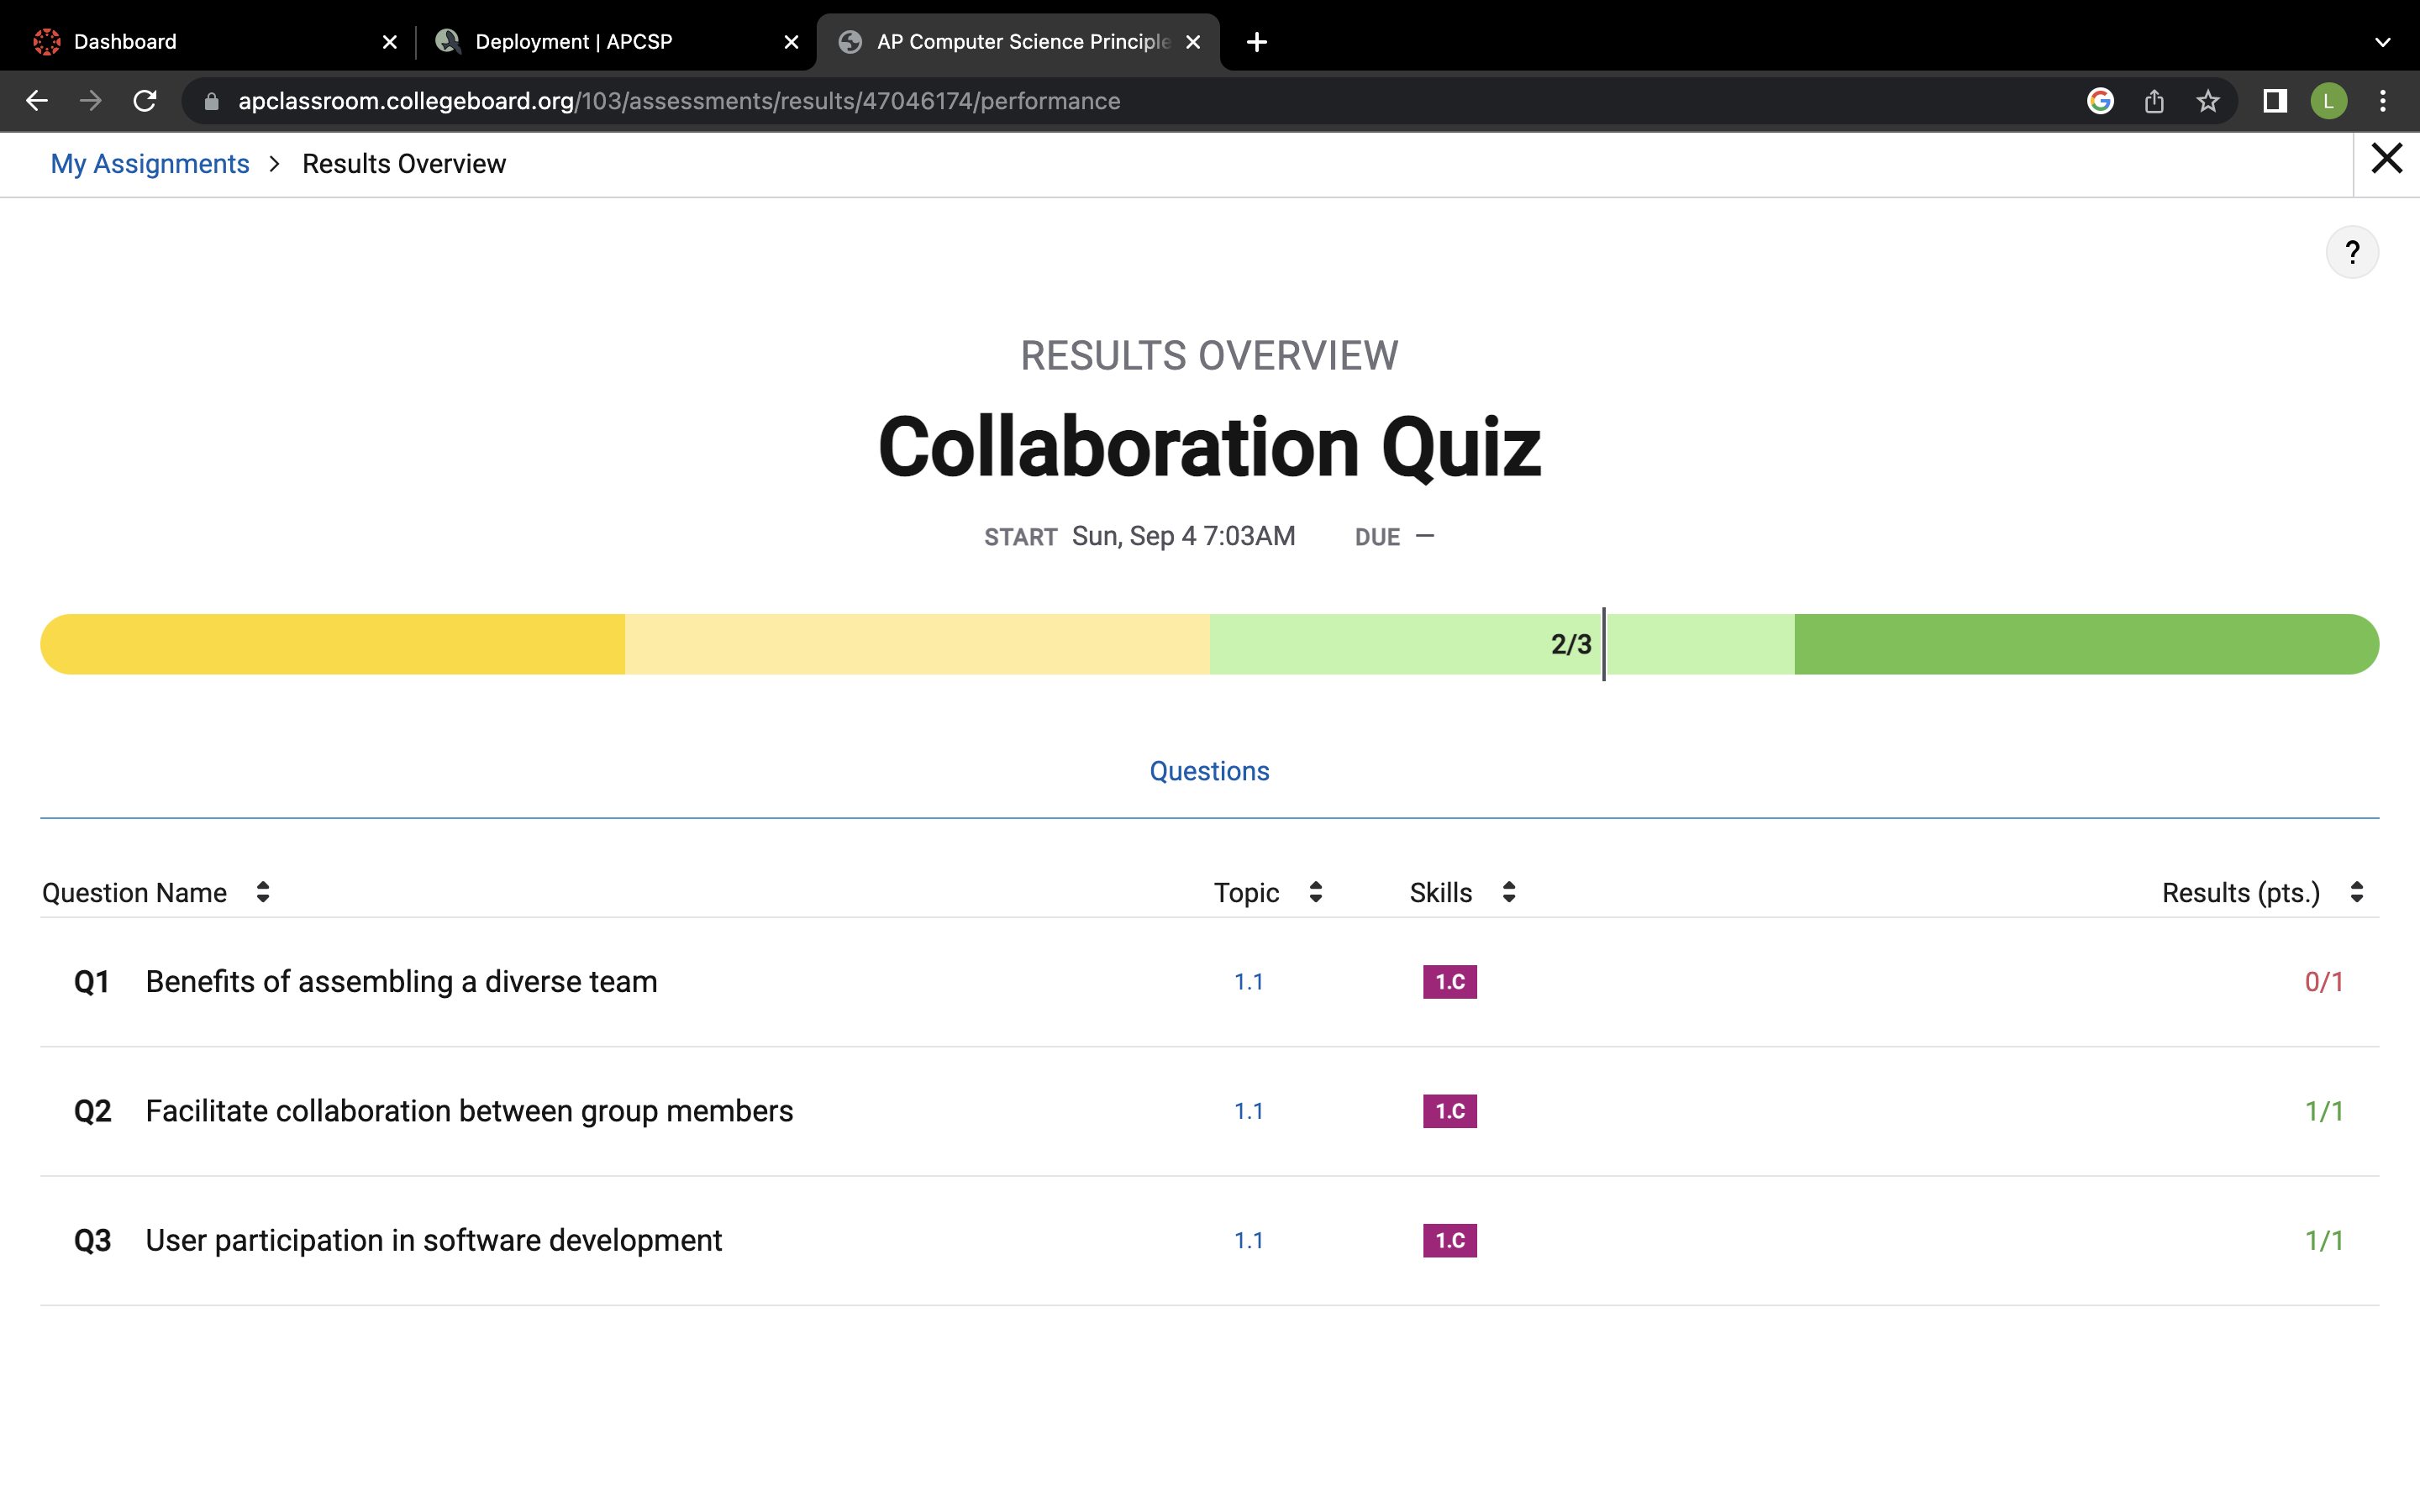 Dashboard
Deployment | APCSP
AP Computer Science Principle
apclassroom.collegeboard.org/103/assessments/results/47046174/performance
L
My Assignments > Results Overview
?
RESULTS OVERVIEW
Collaboration Quiz
START Sun, Sep 4 7:03AM DUE —
2/3
Questions
Question Name Topic Skills Results (pts.)
Q1 Benefits of assembling a diverse team 1.1 1.C 0/1
Q2 Facilitate collaboration between group members 1.1 1.C 1/1
Q3 User participation in software development 1.1 1.C 1/1